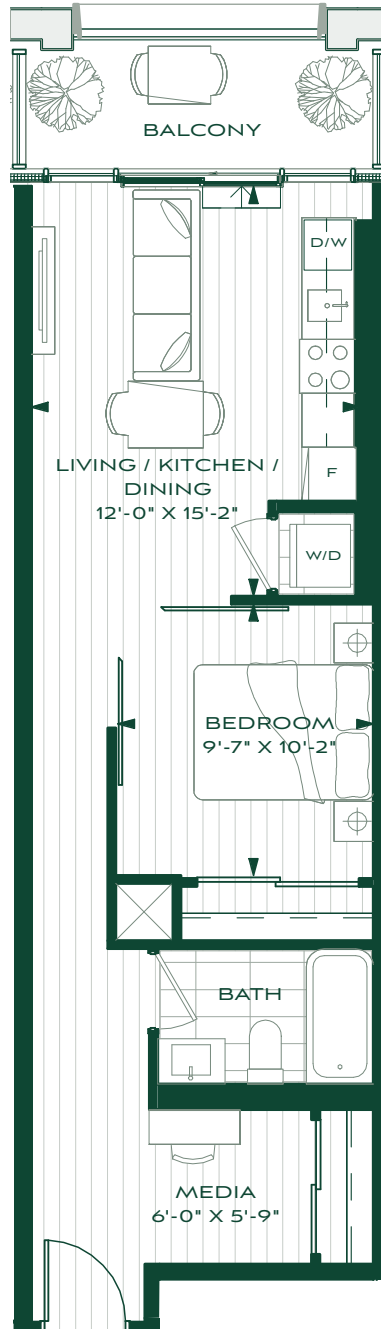 BALCONY
D/W
LIVING / KITCHEN /
DINING
12'-0" X 15'-2"
F
W/D
BEDROOM
9'-7" X 10'-2"
BATH
MEDIA
6'-0" X 5'-9"